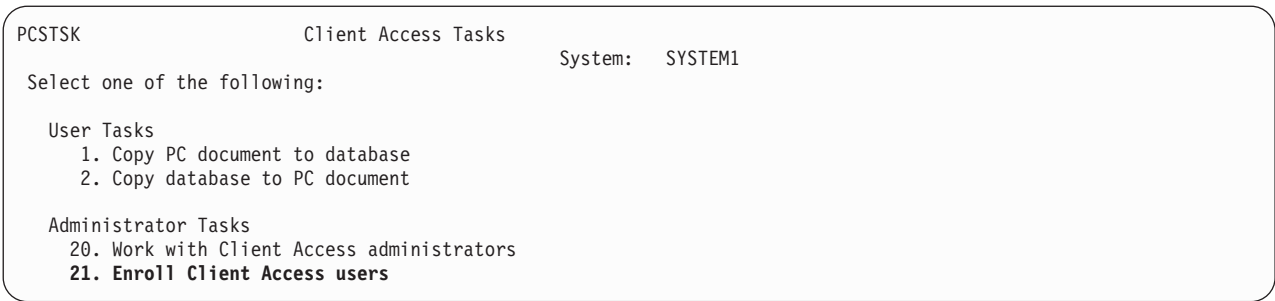 PCSTSK Client Access Tasks
System: SYSTEM1
Select one of the following:
User Tasks
1. Copy PC document to database
2. Copy database to PC document
Administrator Tasks
20. Work with Client Access administrators
21. Enroll Client Access users